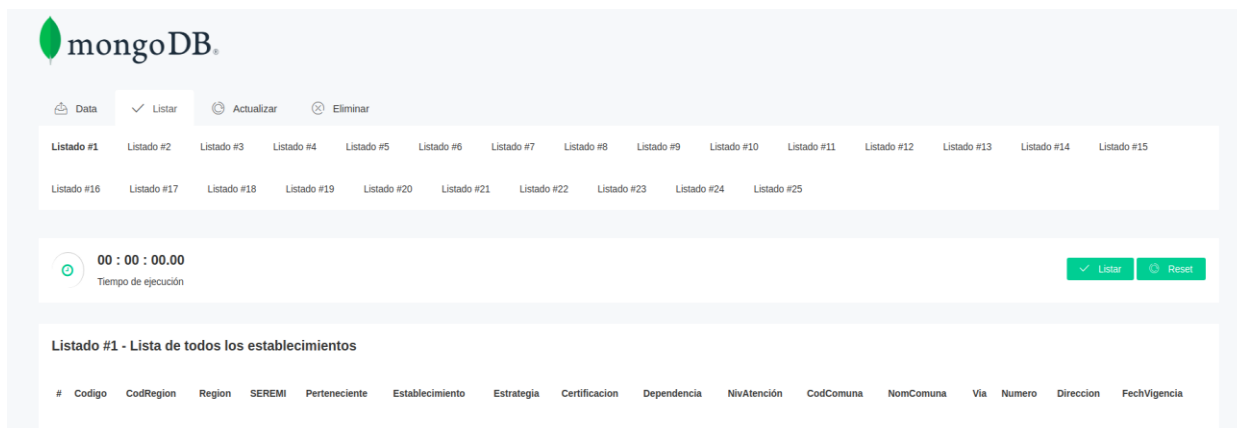 mongoDB®
Data Listar Actualizar Eliminar
Listado #1 Listado #2 Listado #3 Listado #4 Listado #5 Listado #6 Listado #7 Listado #8 Listado #9 Listado #10 Listado #11 Listado #12 Listado #13 Listado #14 Listado #15
Listado #16 Listado #17 Listado #18 Listado #19 Listado #20 Listado #21 Listado #22 Listado #23 Listado #24 Listado #25
00 : 00 : 00.00
Tiempo de ejecución
Listar Reset
Listado #1 - Lista de todos los establecimientos
# Codigo CodRegion Region SEREMI Perteneciente Establecimiento Estrategia Certificacion Dependencia NivAtención CodComuna NomComuna Via Numero Direccion FechVigencia